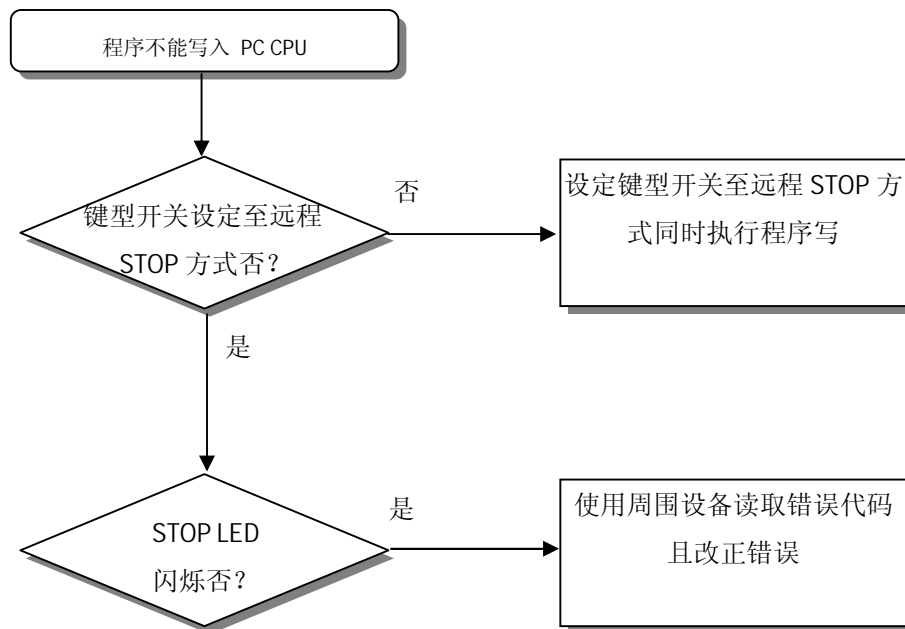 程序不能写入 PC CPU
键型开关设定至远程
STOP 方式否？
否
设定键型开关至远程 STOP 方
式同时执行程序写
是
STOP LED
闪烁否？
是
使用周围设备读取错误代码
且改正错误